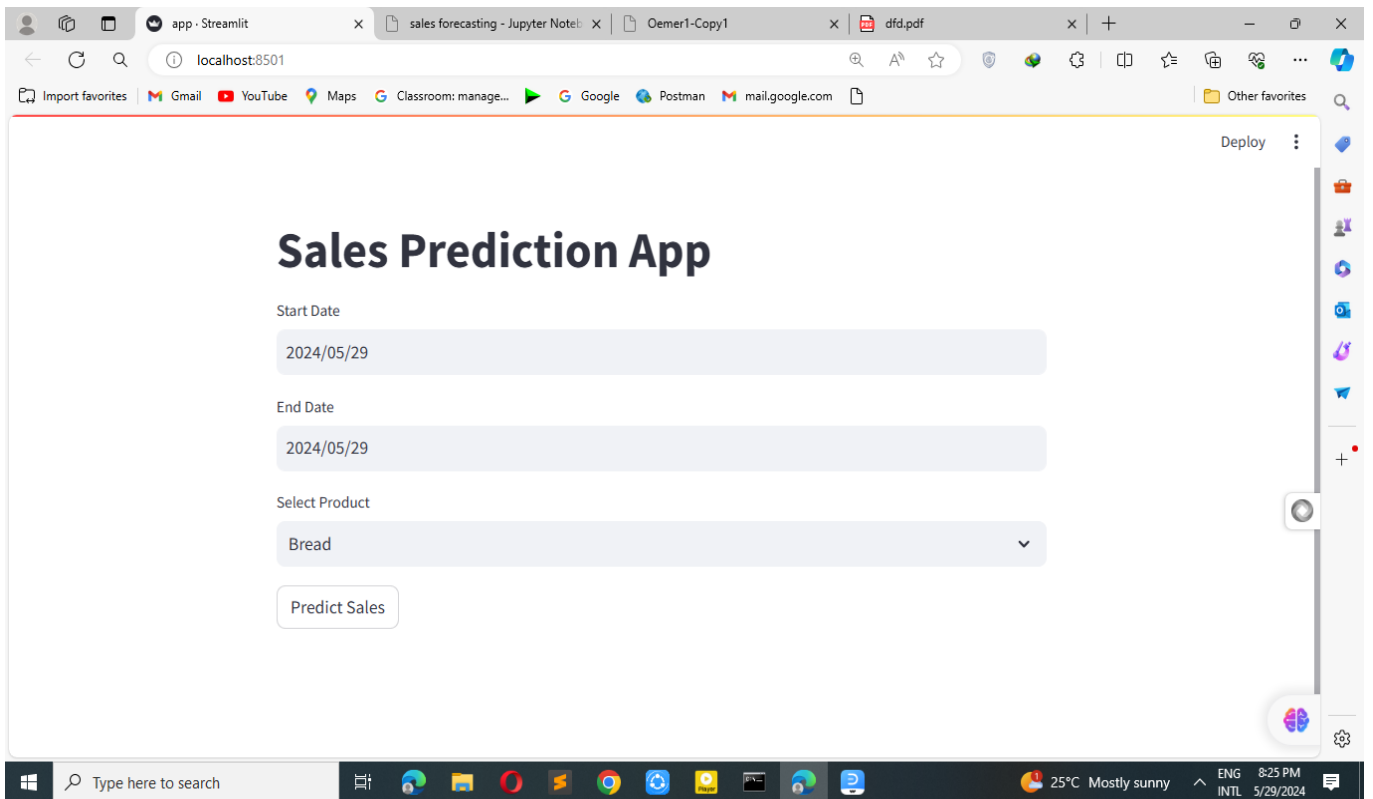 app · Streamlit
sales forecasting - Jupyter Noteb
Oemer1-Copy1
dfd.pdf
localhost:8501
Import favorites
Gmail
YouTube
Maps
Classroom: manage...
Google
Postman
mail.google.com
Other favorites
Deploy
Sales Prediction App
Start Date
2024/05/29
End Date
2024/05/29
Select Product
Bread
Predict Sales
Type here to search
25°C Mostly sunny
ENG
INTL
8:25 PM
5/29/2024